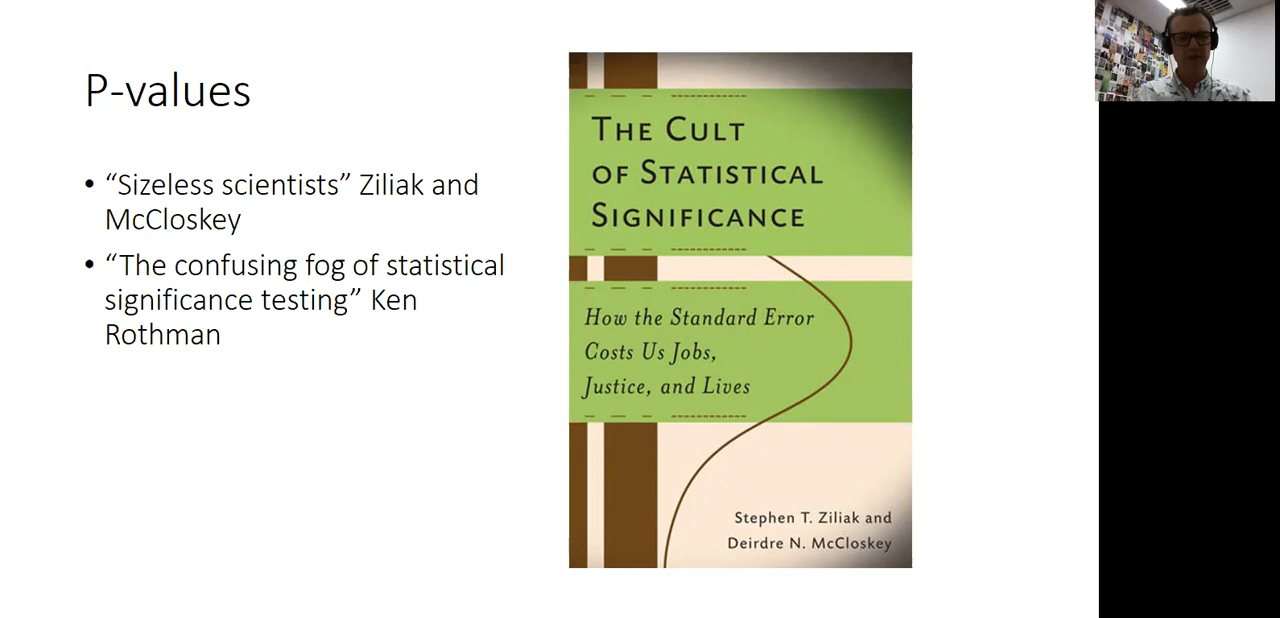 P-values
• “Sizeless scientists” Ziliak and
McCloskey
• “The confusing fog of statistical
significance testing” Ken
Rothman
THE CULT
OF STATISTICAL
SIGNIFICANCE
How the Standard Error
Costs Us Jobs,
Justice, and Lives
Stephen T. Ziliak and
Deirdre N. McCloskey